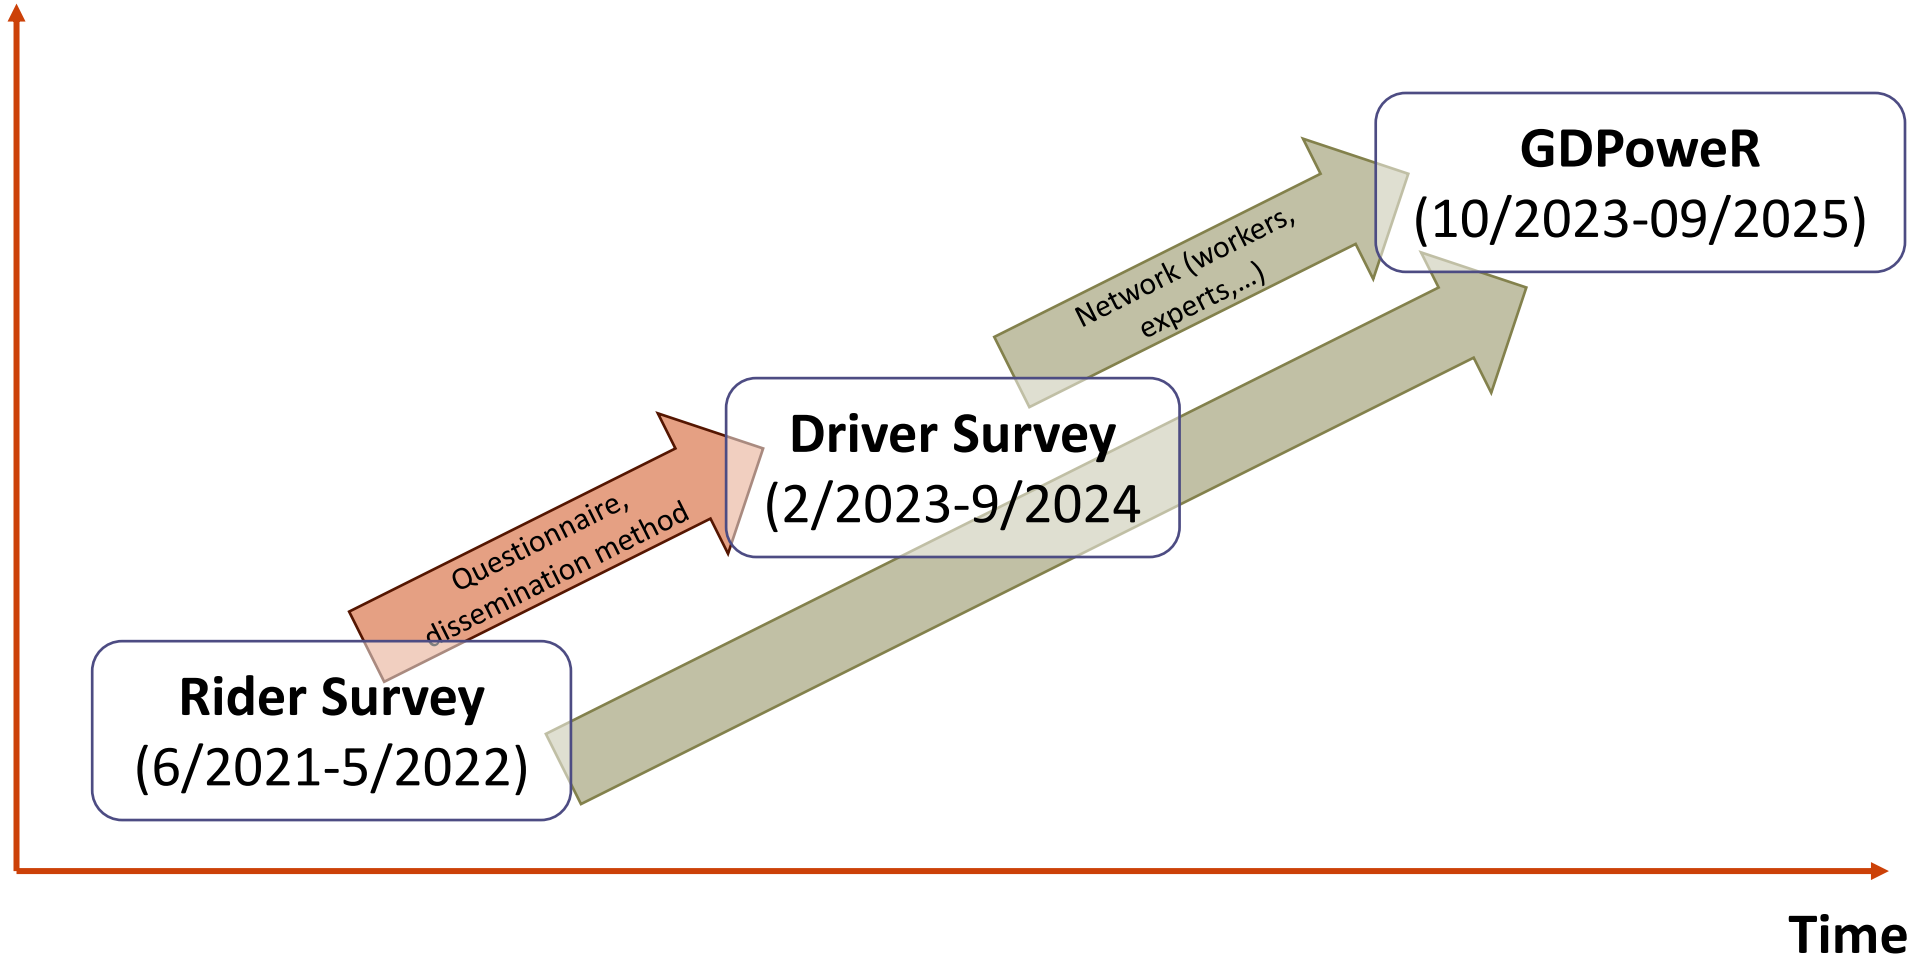 GDPoweR
(10/2023-09/2025)
Network (workers,
experts,...)
Driver Survey
(2/2023-9/2024
Questionnaire,
dissemination method
Rider Survey
(6/2021-5/2022)
Time